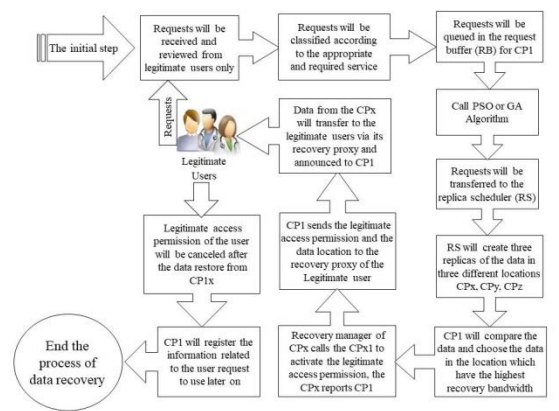 The initial step
Requests will be
received and
reviewed from
legitimate users only
Requests will be
classified according
to the appropriate
and required service
Requests will be
queued in the request
buffer (RB) for CP1
Call PSO or GA
Algorithm
Requests will be
transferred to the
replica scheduler (RS)
RS will create three
replicas of the data in
three different locations
CPx, CPy, CPz
CP1 will compare the
data and choose the data
in the location which
have the highest
recovery bandwidth
Recovery manager of
CPx calls the CPx1 to
activate the legitimate
access permission, the
CPx reports CP1
CP1 sends the legitimate
access permission and the
data location to the
recovery proxy of the
Legitimate user
Data from the CPx
will transfer to the
legitimate users via its
recovery proxy and
announced to CP1
Requests
Legitimate
Users
Legitimate access
permission of the user
will be canceled after
the data restore from
CP1x
CP1 will register the
information related
to the user request
to use later on
End the
process of
data recovery